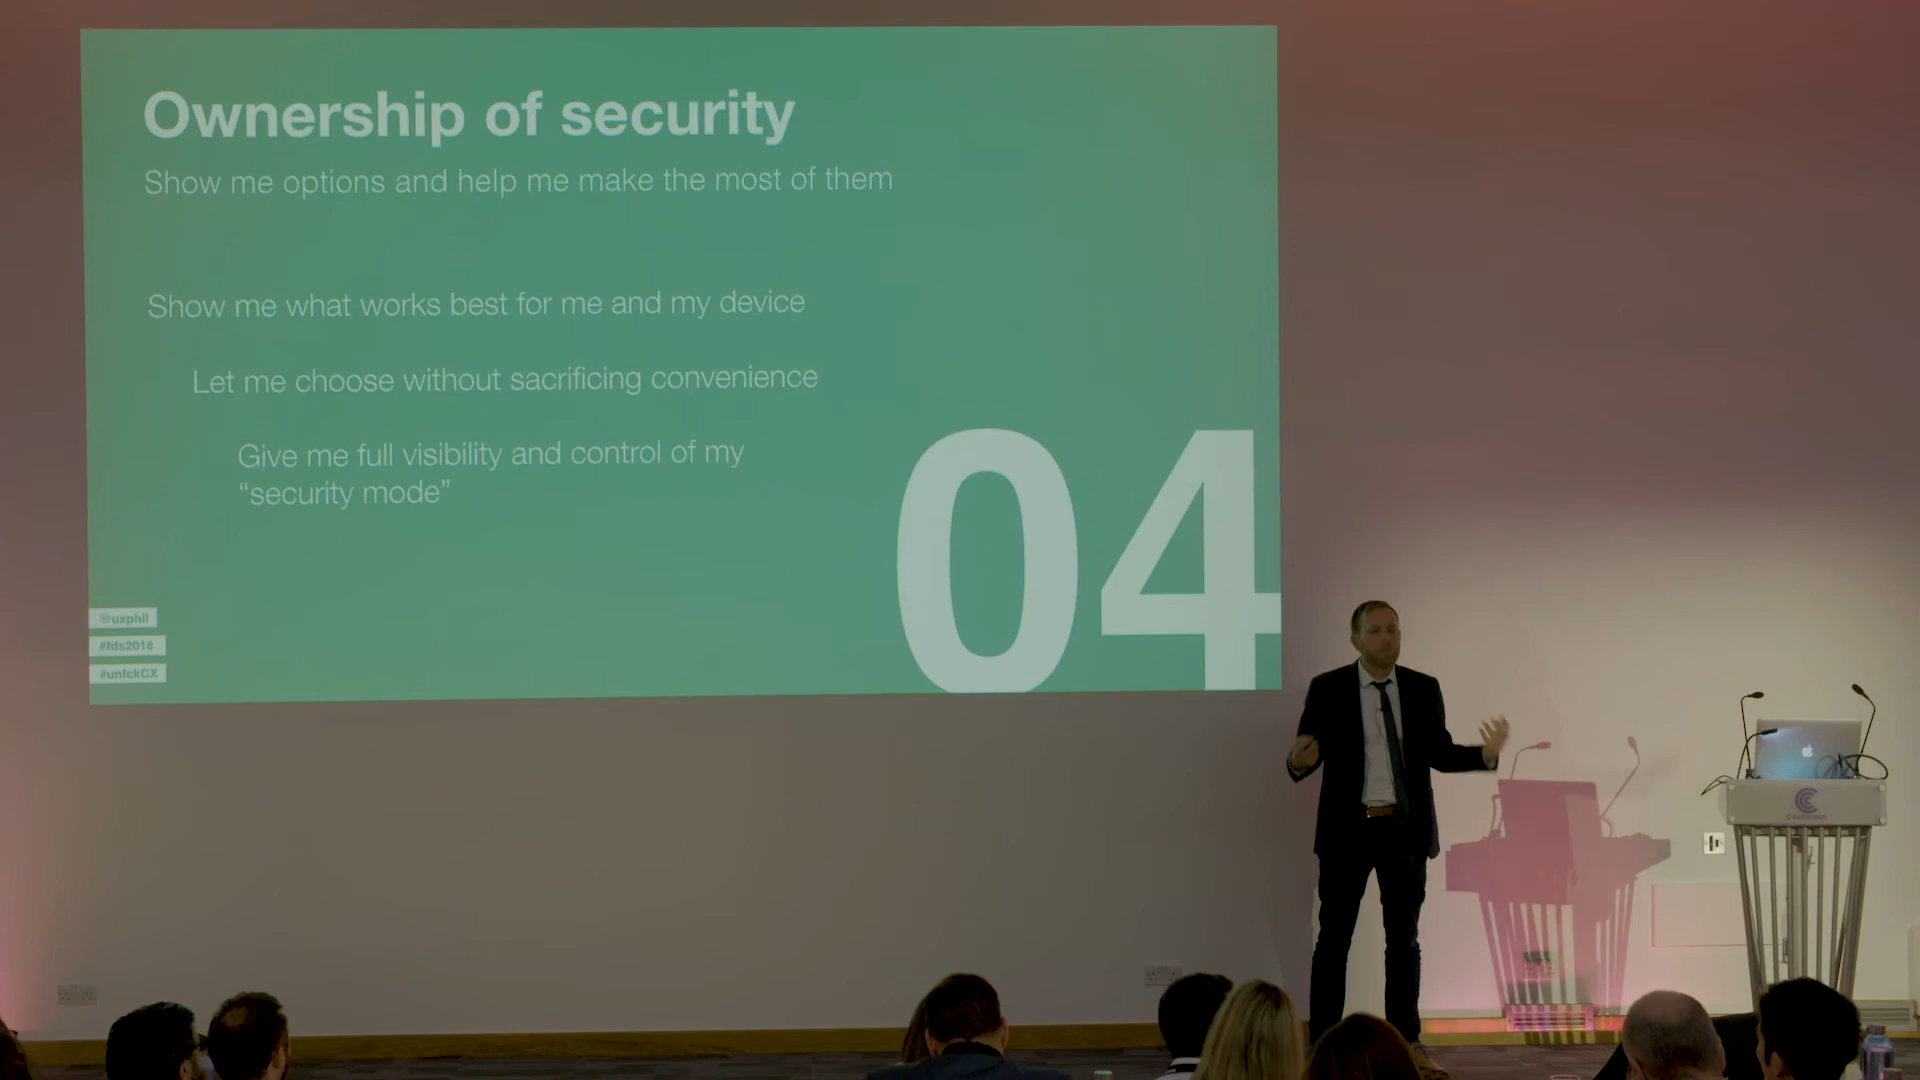 Ownership of security
Show me options and help me make the most of them
Show me what works best for me and my device
Let me choose without sacrificing convenience
Give me full visibility and control of my
“security mode”
04
@uxphil
#fds2018
#unfckCX
CAVENDISH